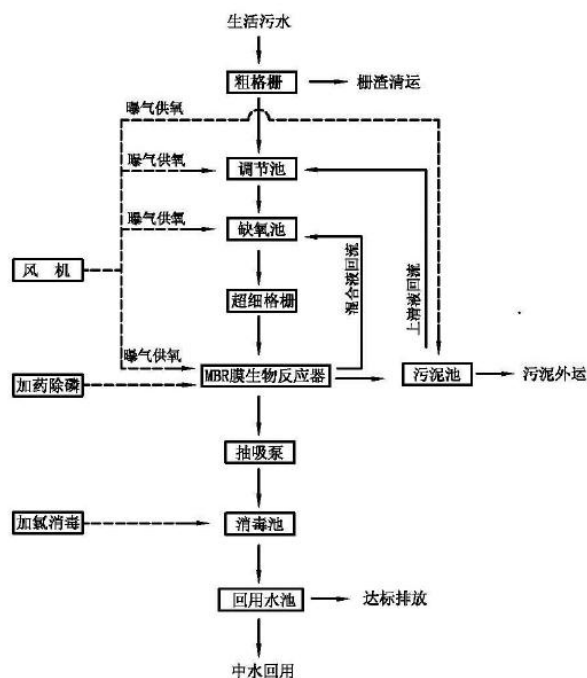 生活污水
粗格栅
栅渣清运
曝气供氧
曝气供氧
调节池
曝气供氧
缺氧池
混合液回流
上清液回流
风 机
超细格栅
曝气供氧
加药除磷
MBR膜生物反应器
污泥池
污泥外运
抽吸泵
加氯消毒
消毒池
回用水池
达标排放
中水回用